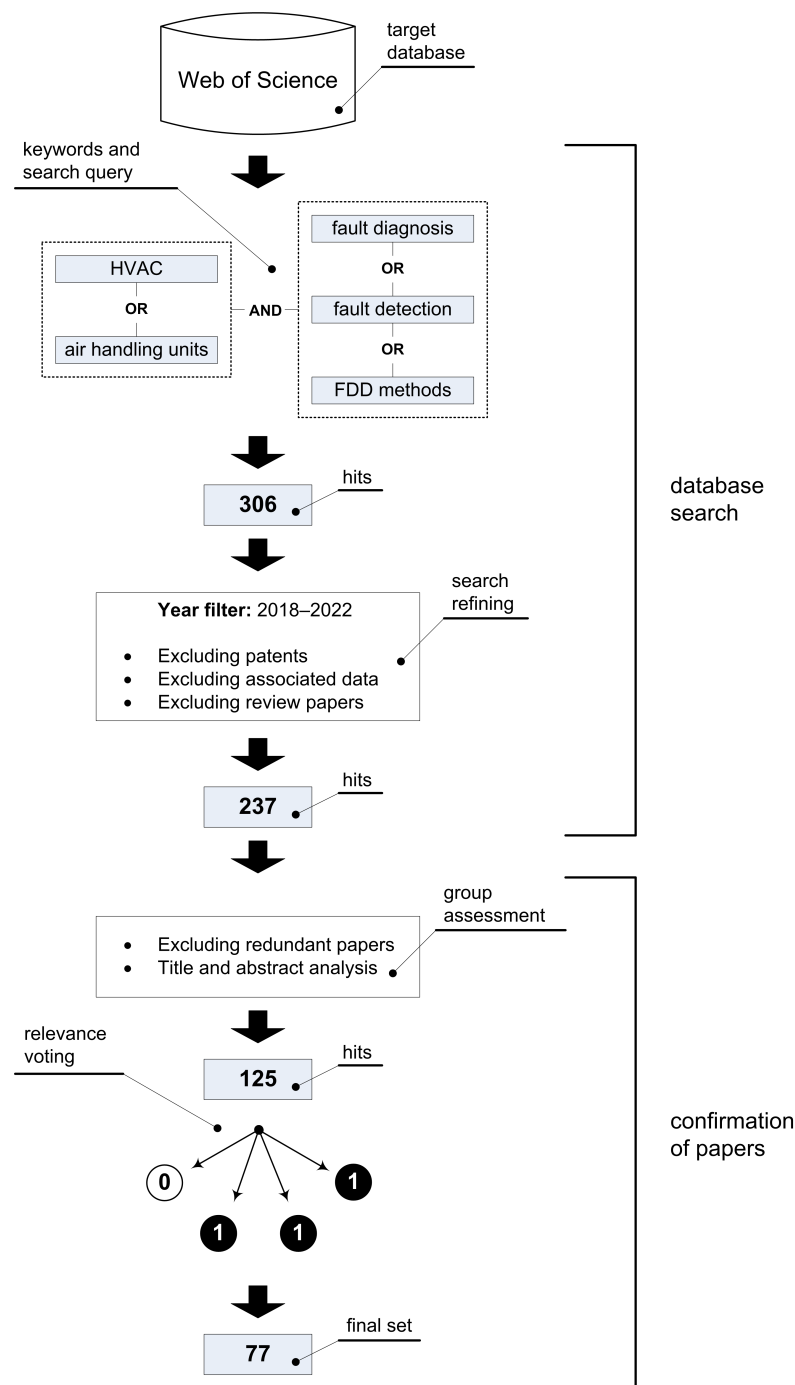 target
database
Web of Science
keywords and
search query
HVAC
OR
air handling units
AND
fault diagnosis
OR
fault detection
OR
FDD methods
306
hits
database
search
search
refining
Year filter: 2018–2022
• Excluding patents
• Excluding associated data
• Excluding review papers
237
hits
group
assessment
• Excluding redundant papers
• Title and abstract analysis
relevance
voting
125
hits
confirmation
of papers
0
1
1
1
77
final set